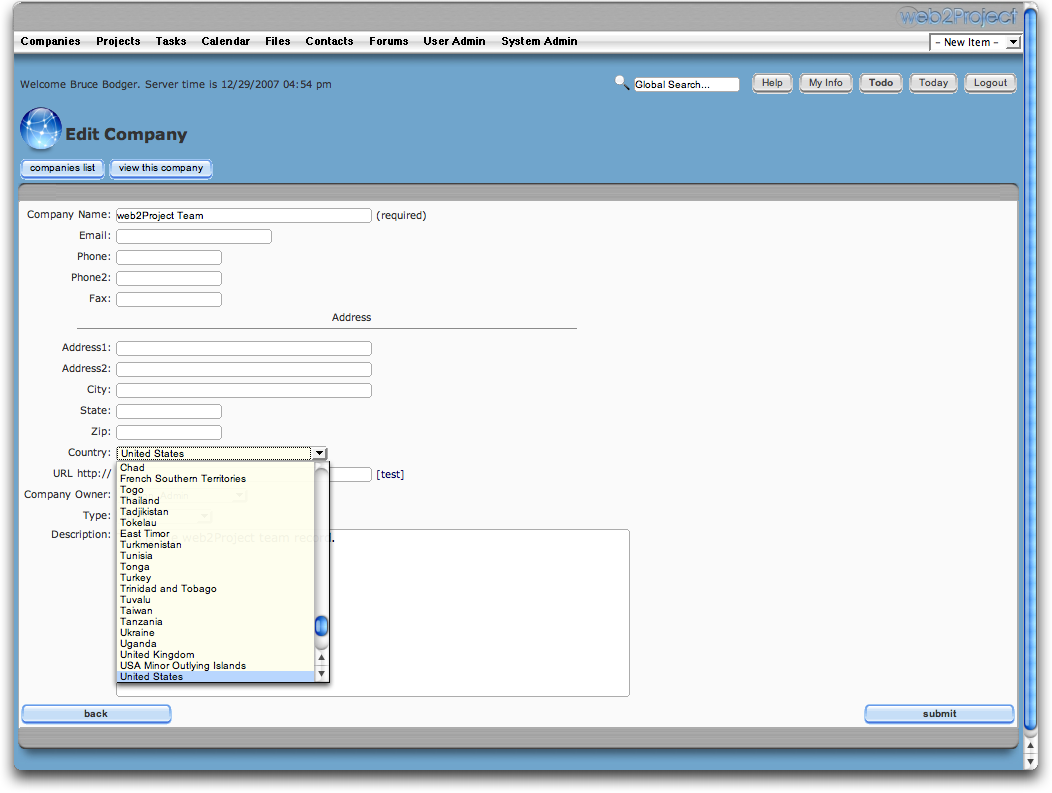 web2Project
Companies Projects Tasks Calendar Files Contacts Forums User Admin System Admin - New Item -
Welcome Bruce Bodger. Server time is 12/29/2007 04:54 pm Global Search... Help My Info Todo Today Logout
Edit Company
companies list view this company
Company Name: web2Project Team (required)
Email:
Phone:
Phone2:
Fax:
Address
Address1:
Address2:
City:
State:
Zip:
Country: United States
URL http:// [test]
Company Owner:
Type:
Description: web2Project team record.
Chad
French Southern Territories
Togo
Thailand
Tadjikistan
Tokelau
East Timor
Turkmenistan
Tunisia
Tonga
Turkey
Trinidad and Tobago
Tuvalu
Taiwan
Tanzania
Ukraine
Uganda
United Kingdom
USA Minor Outlying Islands
United States
back submit